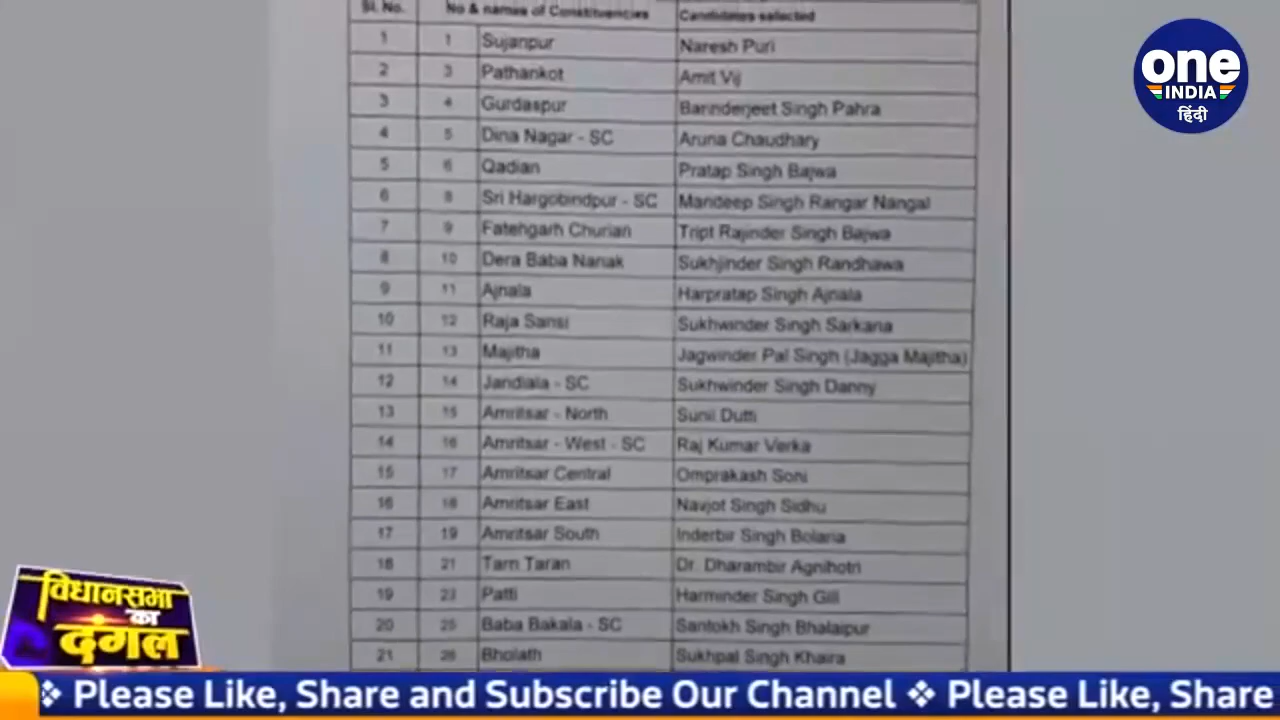 Sl. No. No & names of Constituencies Candidates selected
1 1 Sujanpur Naresh Puri
2 3 Pathankot Amit Vij
3 4 Gurdaspur Barinderjeet Singh Pahra
4 5 Dina Nagar - SC Aruna Chaudhary
5 6 Qadian Pratap Singh Bajwa
6 8 Sri Hargobindpur - SC Mandeep Singh Rangar Nangal
7 9 Fatehgarh Churian Tript Rajinder Singh Bajwa
8 10 Dera Baba Nanak Sukhjinder Singh Randhawa
9 11 Ajnala Harpratap Singh Ajnala
10 12 Raja Sansi Sukhwinder Singh Sarkaria
11 13 Majitha Jagwinder Pal Singh (Jagga Majitha)
12 14 Jandiala - SC Sukhwinder Singh Danny
13 15 Amritsar - North Sunil Dutti
14 16 Amritsar - West - SC Raj Kumar Verka
15 17 Amritsar Central Omprakash Soni
16 18 Amritsar East Navjot Singh Sidhu
17 19 Amritsar South Inderbir Singh Bolaria
18 21 Tarn Taran Dr. Dharambir Agnihotri
19 23 Patti Harminder Singh Gill
20 25 Baba Bakala - SC Santokh Singh Bhalaipur
21 26 Bholath Sukhpal Singh Khaira
one
INDIA
हिंदी
विधानसभा
का
दंगल
❖ Please Like, Share and Subscribe Our Channel ❖ Please Like, Share